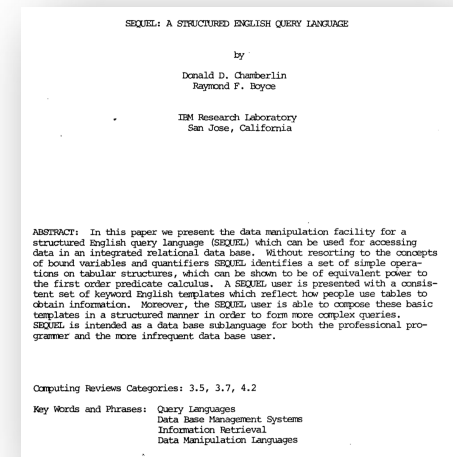 SEQUEL: A STRUCTURED ENGLISH QUERY LANGUAGE
by
Donald D. Chamberlin
Raymond F. Boyce
IBM Research Laboratory
San Jose, California
ABSTRACT: In this paper we present the data manipulation facility for a
structured English query language (SEQUEL) which can be used for accessing
data in an integrated relational data base. Without resorting to the concepts
of bound variables and quantifiers SEQUEL identifies a set of simple opera-
tions on tabular structures, which can be shown to be of equivalent power to
the first order predicate calculus. A SEQUEL user is presented with a consis-
tent set of keyword English templates which reflect how people use tables to
obtain information. Moreover, the SEQUEL user is able to compose these basic
templates in a structured manner in order to form more complex queries.
SEQUEL is intended as a data base sublanguage for both the professional pro-
grammer and the more infrequent data base user.
Computing Reviews Categories: 3.5, 3.7, 4.2
Key Words and Phrases: Query Languages
Data Base Management Systems
Information Retrieval
Data Manipulation Languages